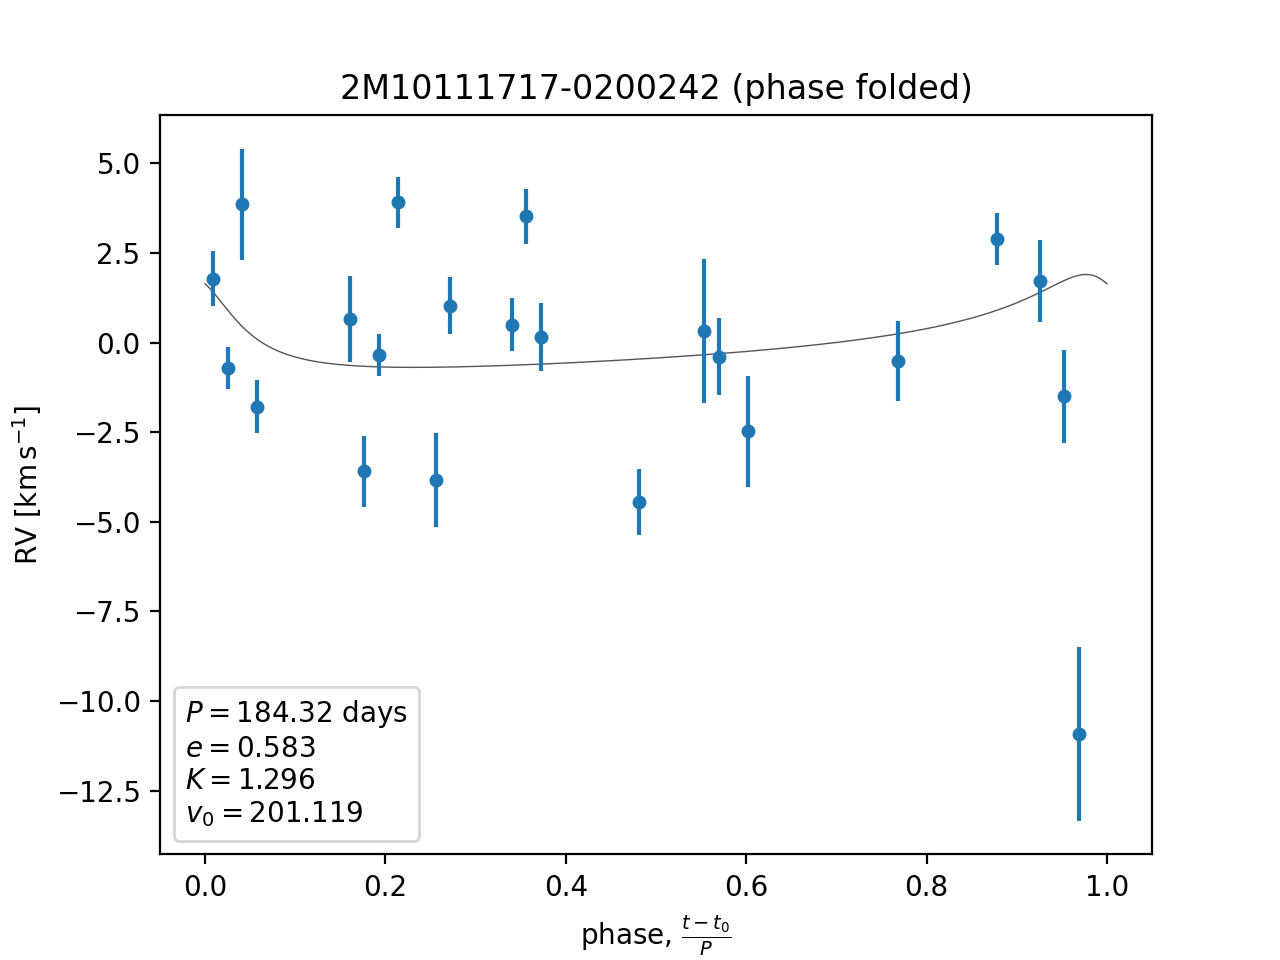 2M10111717-0200242 (phase folded)
5.0
2.5
0.0
−2.5
−5.0
−7.5
−10.0
−12.5
RV [km s⁻¹]
P = 184.32 days
e = 0.583
K = 1.296
v₀ = 201.119
0.0 0.2 0.4 0.6 0.8 1.0
phase, (t − t₀)/P